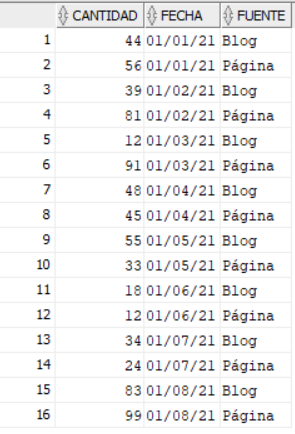 CANTIDAD FECHA FUENTE
1 44 01/01/21 Blog
2 56 01/01/21 Página
3 39 01/02/21 Blog
4 81 01/02/21 Página
5 12 01/03/21 Blog
6 91 01/03/21 Página
7 48 01/04/21 Blog
8 45 01/04/21 Página
9 55 01/05/21 Blog
10 33 01/05/21 Página
11 18 01/06/21 Blog
12 12 01/06/21 Página
13 34 01/07/21 Blog
14 24 01/07/21 Página
15 83 01/08/21 Blog
16 99 01/08/21 Página